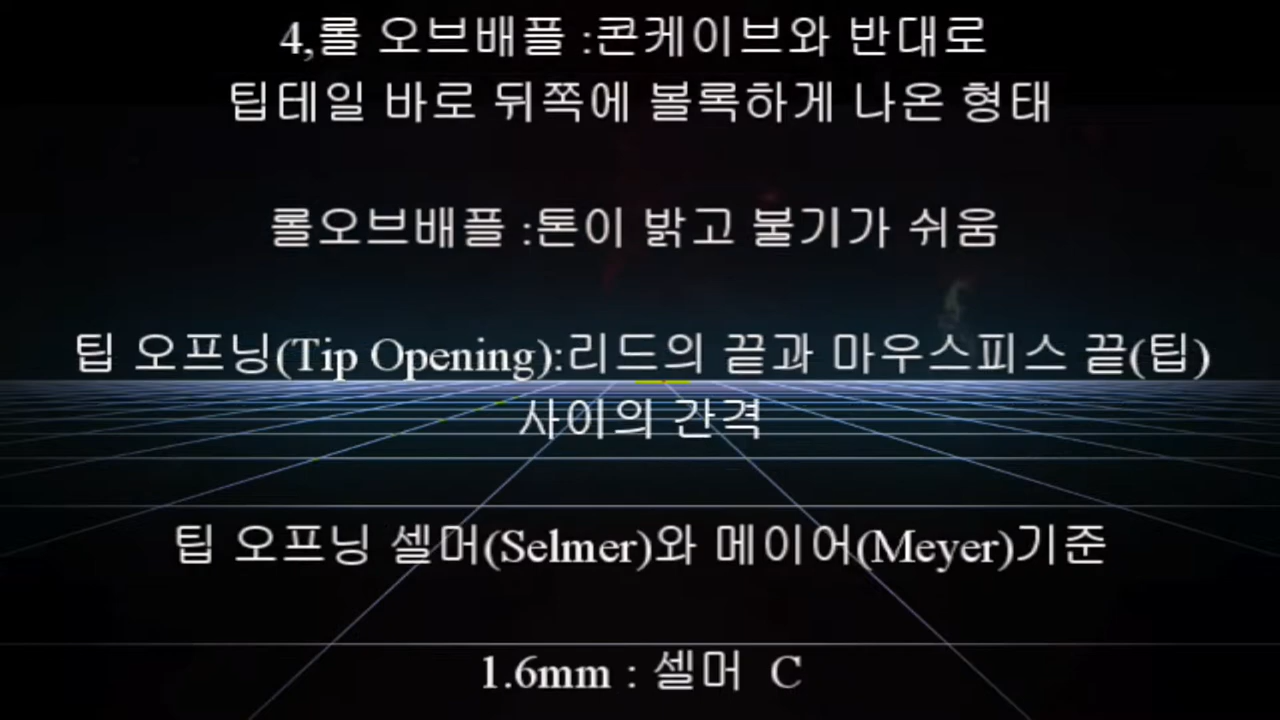 4,롤 오브배플 :콘케이브와 반대로
팁테일 바로 뒤쪽에 볼록하게 나온 형태
롤오브배플 :톤이 밝고 불기가 쉬움
팁 오프닝(Tip Opening):리드의 끝과 마우스피스 끝(팁)
사이의 간격
팁 오프닝 셀머(Selmer)와 메이어(Meyer)기준
1.6mm : 셀머 C